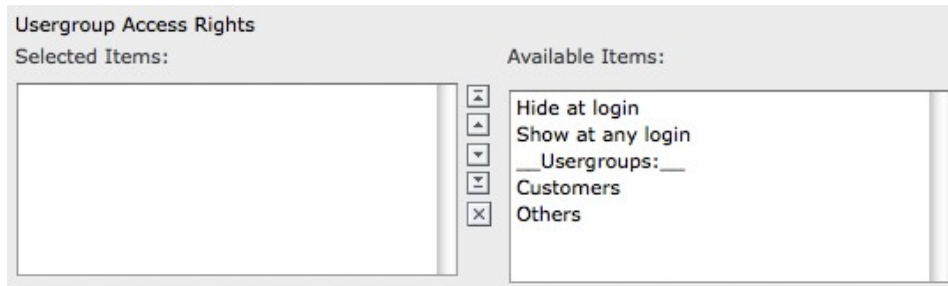 Usergroup Access Rights
Selected Items:
Available Items:
Hide at login
Show at any login
__Usergroups:__
Customers
Others